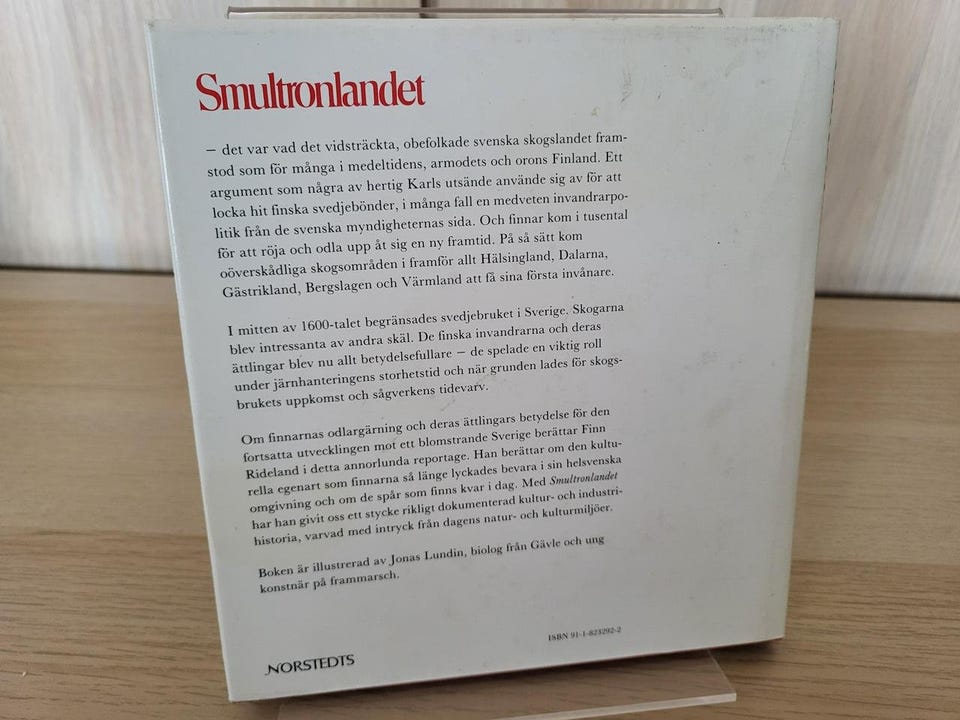 Smultronlandet
– det var vad det vidsträckta, obefolkade svenska skogslandet fram-
stod som för många i medeltidens, armodets och orons Finland. Ett
argument som några av hertig Karls utsände använde sig av för att
locka hit finska svedjebönder, i många fall en medveten invandrarpo-
litik från de svenska myndigheternas sida. Och finnar kom i tusental
för att röja och odla upp åt sig en ny framtid. På så sätt kom
oöverskådliga skogsområden i framför allt Hälsingland, Dalarna,
Gästrikland, Bergslagen och Värmland att få sina första invånare.
I mitten av 1600-talet begränsades svedjebruket i Sverige. Skogarna
blev intressanta av andra skäl. De finska invandrarna och deras
ättlingar blev nu allt betydelsefullare – de spelade en viktig roll
under järnhanteringens storhetstid och när grunden lades för skogs-
brukets uppkomst och sågverkens tidevarv.
Om finnarnas odlargärning och deras ättlingars betydelse för den
fortsatta utvecklingen mot ett blomstrande Sverige berättar Finn
Rideland i detta annorlunda reportage. Han berättar om den kultu-
rella egenart som finnarna så länge lyckades bevara i sin helsvenska
omgivning och om de spår som finns kvar i dag. Med Smultronlandet
har han givit oss ett stycke rikligt dokumenterad kultur- och industri-
historia, varvad med intryck från dagens natur- och kulturmiljöer.
Boken är illustrerad av Jonas Lundin, biolog från Gävle och ung
konstnär på frammarsch.
ISBN 91-1-823292-2
NORSTEDTS